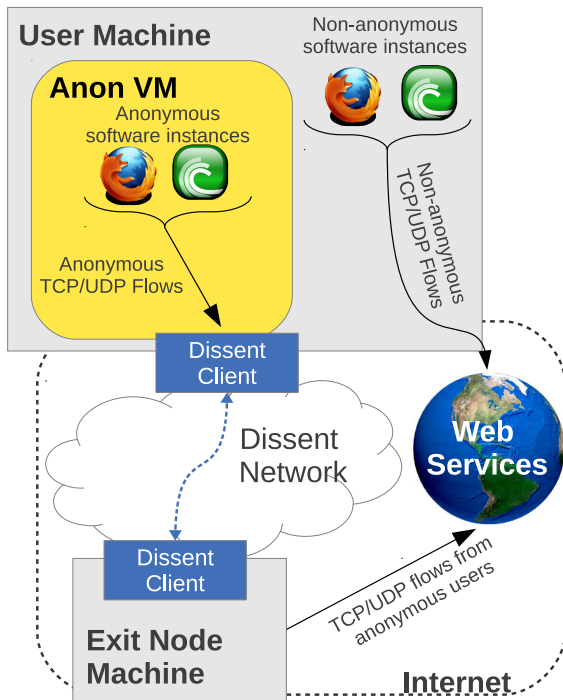 User Machine
Non-anonymous
software instances
Anon VM
Anonymous
software instances
Non-anonymous
TCP/UDP Flows
Anonymous
TCP/UDP Flows
Dissent
Client
Dissent
Network
Web
Services
Dissent
Client
TCP/UDP flows from
anonymous users
Exit Node
Machine
Internet